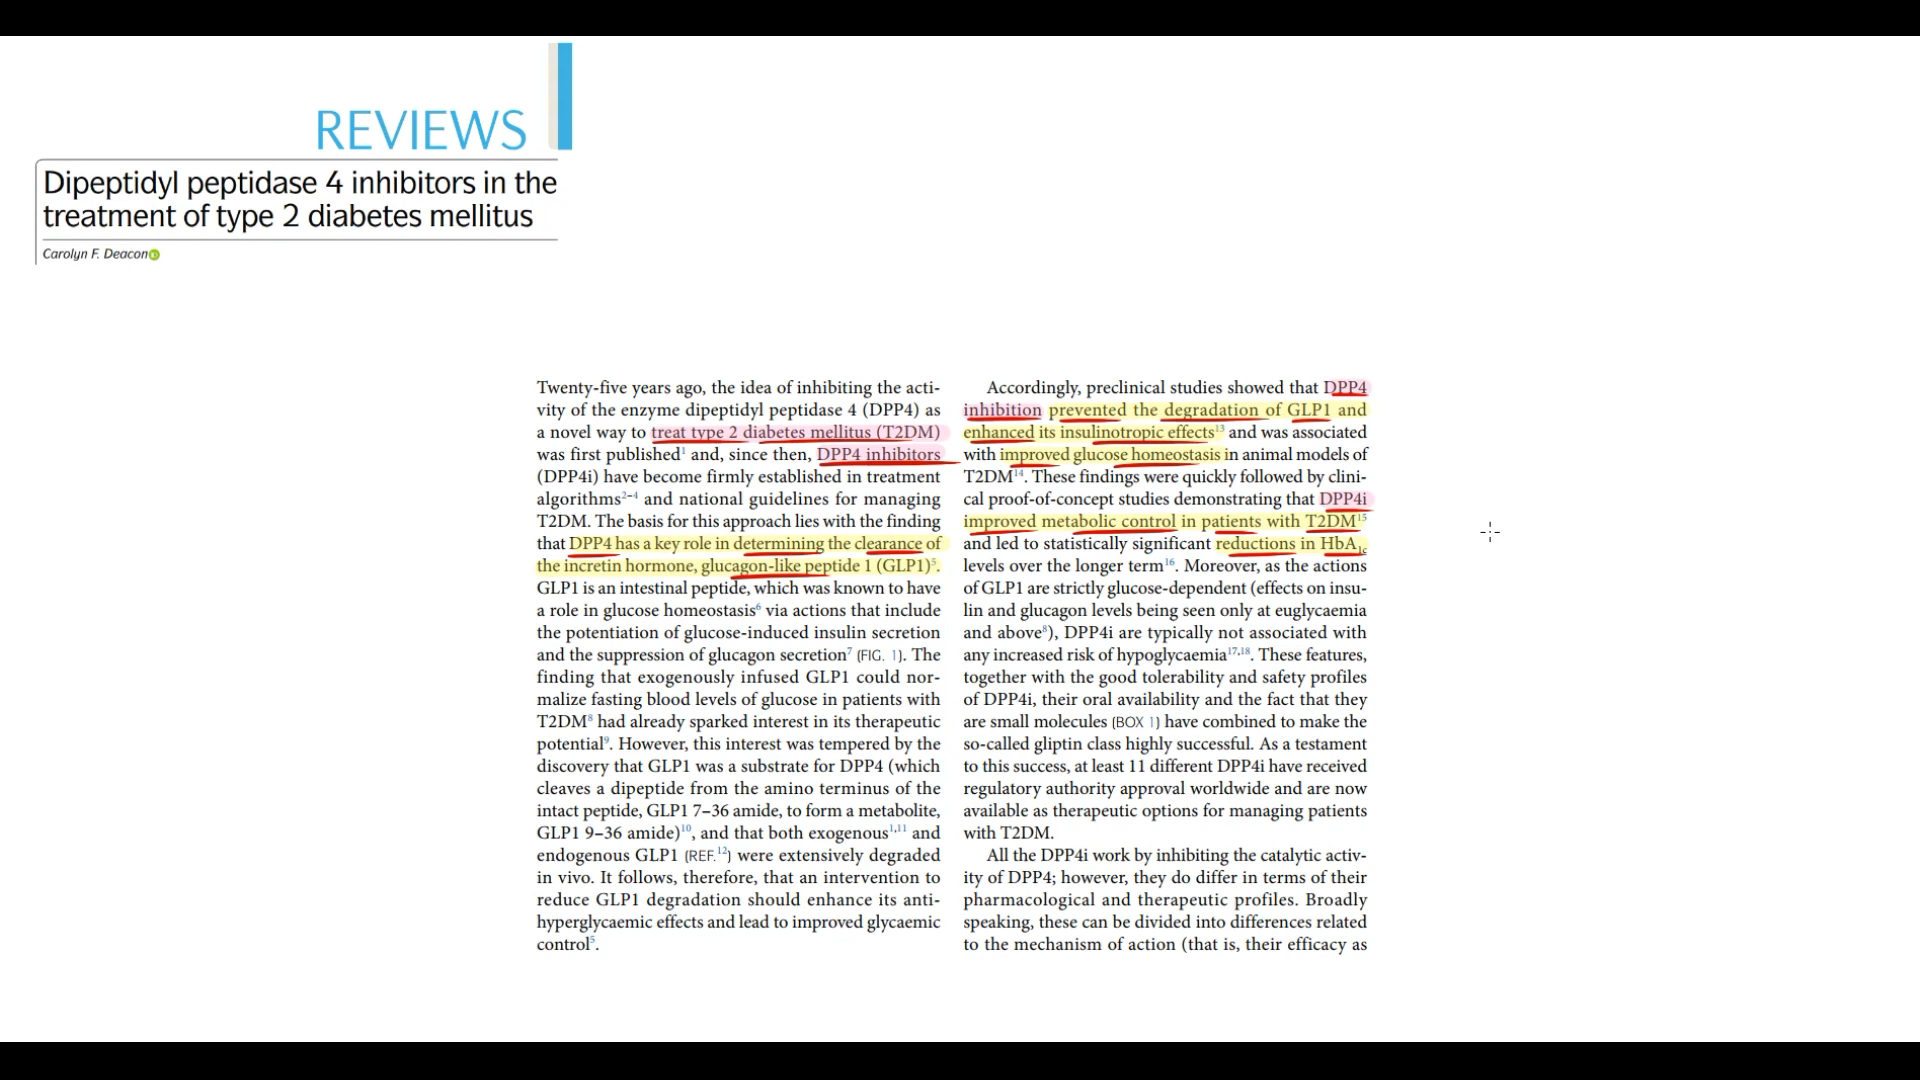 REVIEWS
Dipeptidyl peptidase 4 inhibitors in the
treatment of type 2 diabetes mellitus
Carolyn F. Deacon
Twenty-five years ago, the idea of inhibiting the acti-
vity of the enzyme dipeptidyl peptidase 4 (DPP4) as
a novel way to treat type 2 diabetes mellitus (T2DM)
was first published1 and, since then, DPP4 inhibitors
(DPP4i) have become firmly established in treatment
algorithms2–4 and national guidelines for managing
T2DM. The basis for this approach lies with the finding
that DPP4 has a key role in determining the clearance of
the incretin hormone, glucagon-like peptide 1 (GLP1)5.
GLP1 is an intestinal peptide, which was known to have
a role in glucose homeostasis6 via actions that include
the potentiation of glucose-induced insulin secretion
and the suppression of glucagon secretion7 (FIG. 1). The
finding that exogenously infused GLP1 could nor-
malize fasting blood levels of glucose in patients with
T2DM8 had already sparked interest in its therapeutic
potential9. However, this interest was tempered by the
discovery that GLP1 was a substrate for DPP4 (which
cleaves a dipeptide from the amino terminus of the
intact peptide, GLP1 7–36 amide, to form a metabolite,
GLP1 9–36 amide)10, and that both exogenous1,11 and
endogenous GLP1 (REF.12) were extensively degraded
in vivo. It follows, therefore, that an intervention to
reduce GLP1 degradation should enhance its anti-
hyperglycaemic effects and lead to improved glycaemic
control5.
Accordingly, preclinical studies showed that DPP4
inhibition prevented the degradation of GLP1 and
enhanced its insulinotropic effects13 and was associated
with improved glucose homeostasis in animal models of
T2DM14. These findings were quickly followed by clini-
cal proof-of-concept studies demonstrating that DPP4i
improved metabolic control in patients with T2DM15
and led to statistically significant reductions in HbA1c
levels over the longer term16. Moreover, as the actions
of GLP1 are strictly glucose-dependent (effects on insu-
lin and glucagon levels being seen only at euglycaemia
and above8), DPP4i are typically not associated with
any increased risk of hypoglycaemia17,18. These features,
together with the good tolerability and safety profiles
of DPP4i, their oral availability and the fact that they
are small molecules (BOX 1) have combined to make the
so-called gliptin class highly successful. As a testament
to this success, at least 11 different DPP4i have received
regulatory authority approval worldwide and are now
available as therapeutic options for managing patients
with T2DM.
All the DPP4i work by inhibiting the catalytic activ-
ity of DPP4; however, they do differ in terms of their
pharmacological and therapeutic profiles. Broadly
speaking, these can be divided into differences related
to the mechanism of action (that is, their efficacy as